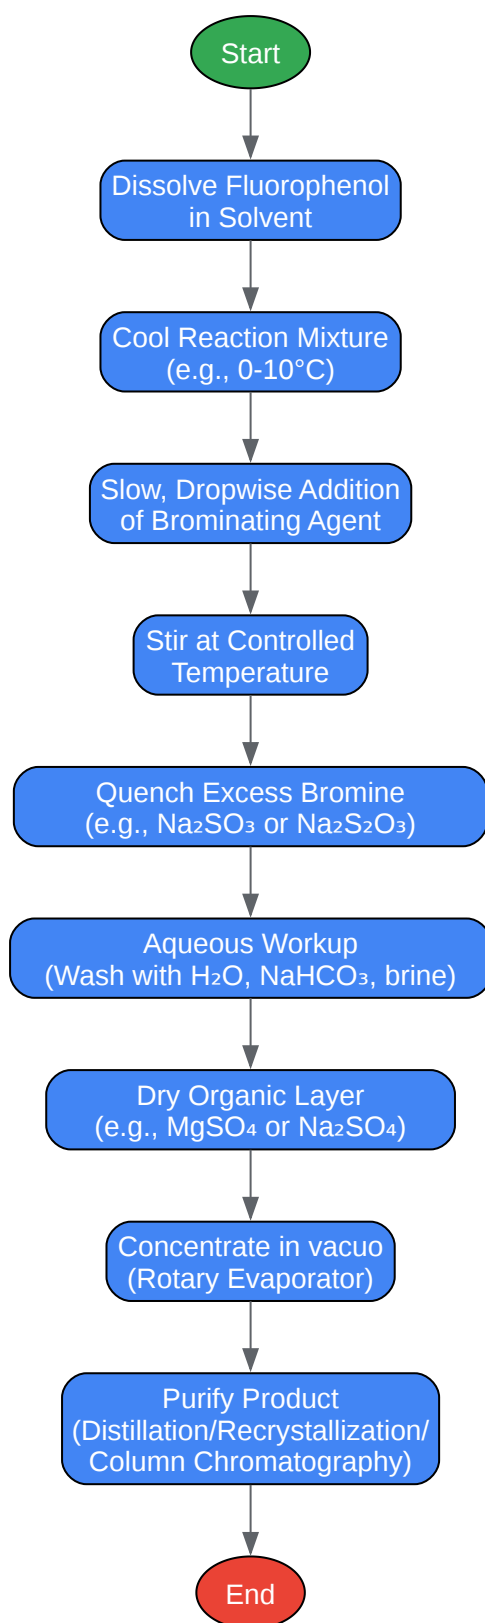 Start
Dissolve Fluorophenol
in Solvent
Cool Reaction Mixture
(e.g., 0-10°C)
Slow, Dropwise Addition
of Brominating Agent
Stir at Controlled
Temperature
Quench Excess Bromine
(e.g., Na₂SO₃ or Na₂S₂O₃)
Aqueous Workup
(Wash with H₂O, NaHCO₃, brine)
Dry Organic Layer
(e.g., MgSO₄ or Na₂SO₄)
Concentrate in vacuo
(Rotary Evaporator)
Purify Product
(Distillation/Recrystallization/
Column Chromatography)
End